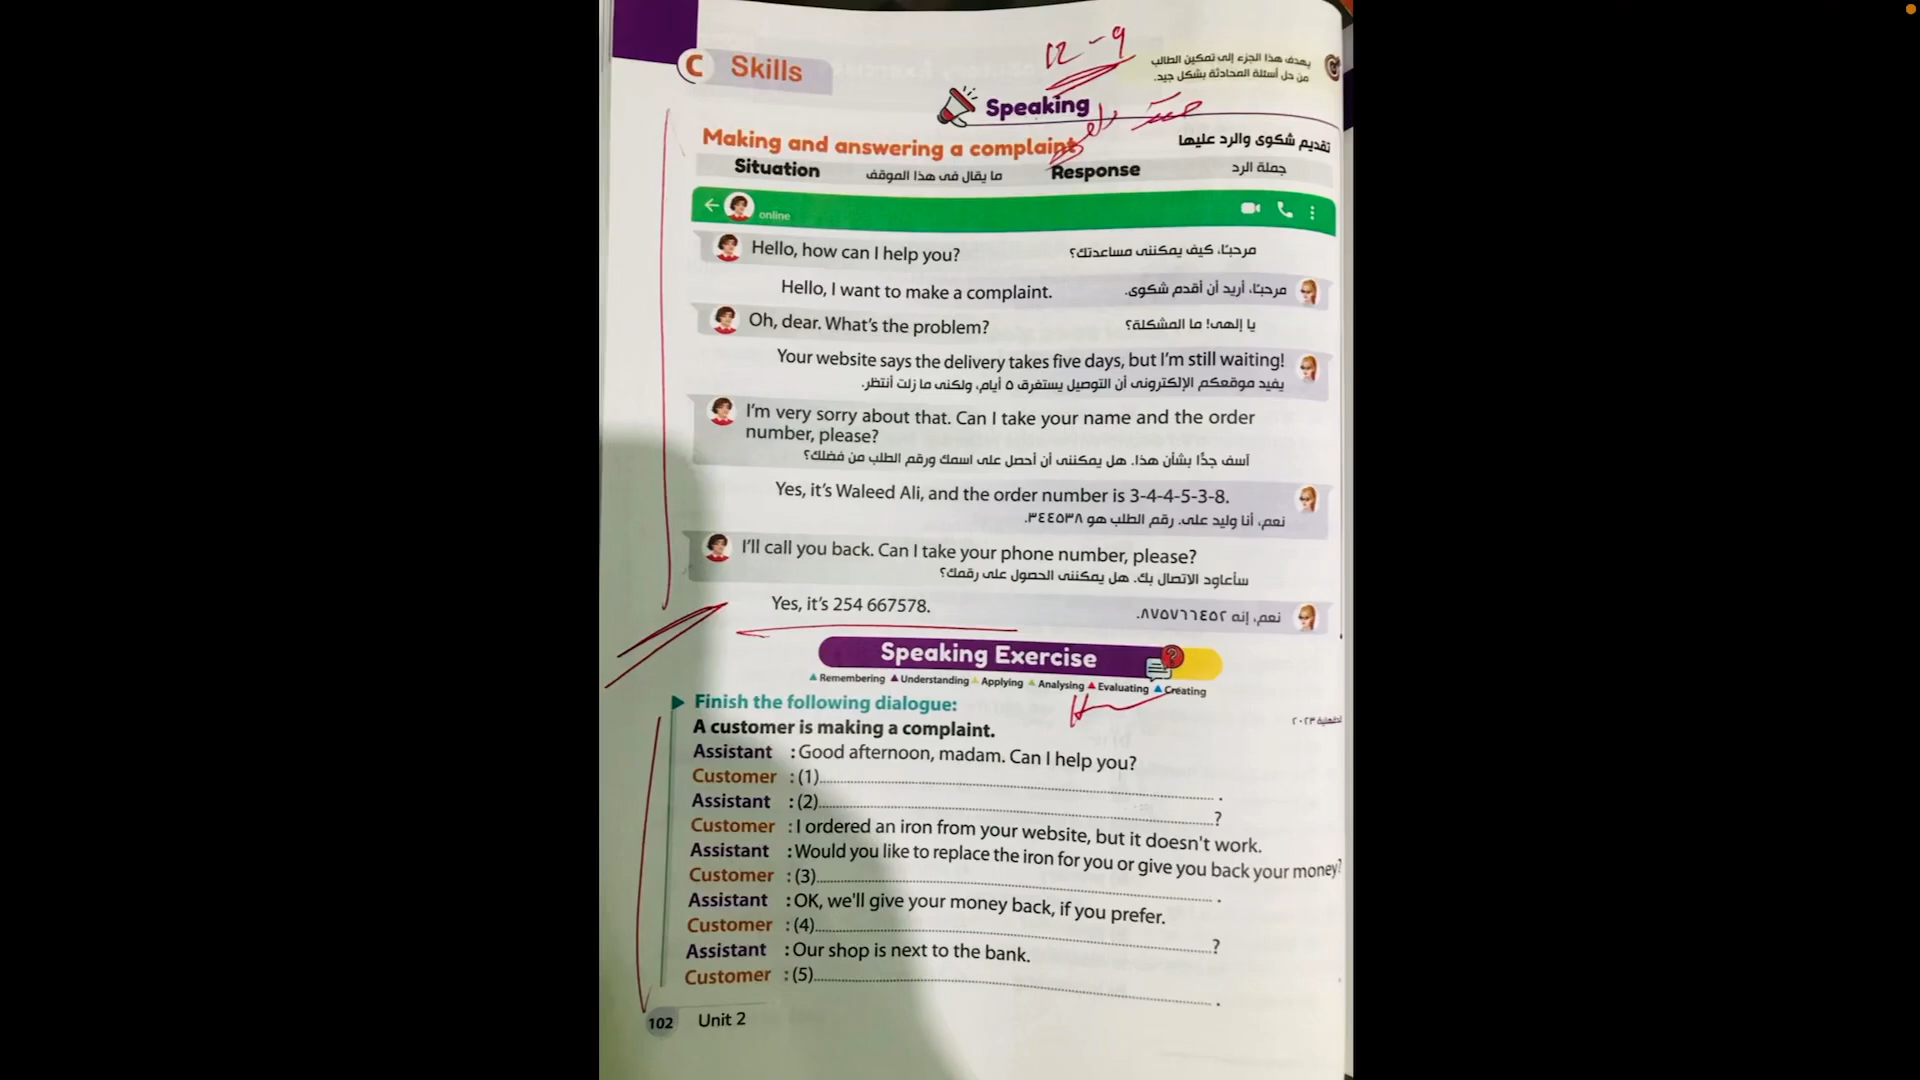 C Skills
12 - 9
يهدف هذا الجزء إلى تمكين الطالب
من حل أسئلة المحادثة بشكل جيد.
Speaking
Making and answering a complaint
تقديم شكوى والرد عليها
Situation ما يقال فى هذا الموقف Response جملة الرد
online
Hello, how can I help you? مرحبًا، كيف يمكننى مساعدتك؟
Hello, I want to make a complaint. مرحبًا، أريد أن أقدم شكوى.
Oh, dear. What's the problem? يا إلهى! ما المشكلة؟
Your website says the delivery takes five days, but I'm still waiting!
يفيد موقعكم الإلكترونى أن التوصيل يستغرق ٥ أيام، ولكنى ما زلت أنتظر.
I'm very sorry about that. Can I take your name and the order
number, please?
آسف جدًّا بشأن هذا. هل يمكننى أن أحصل على اسمك ورقم الطلب من فضلك؟
Yes, it's Waleed Ali, and the order number is 3-4-4-5-3-8.
نعم، أنا وليد على. رقم الطلب هو ٣٤٤٥٣٨.
I'll call you back. Can I take your phone number, please?
سأعاود الاتصال بك. هل يمكننى الحصول على رقمك؟
Yes, it's 254 667578. نعم، إنه ٨٧٥٧٦٦٤٥٢.
Speaking Exercise
Remembering Understanding Applying Analysing Evaluating Creating
Finish the following dialogue:
A customer is making a complaint.
Assistant : Good afternoon, madam. Can I help you?
Customer : (1)........................................................................ .
Assistant : (2)........................................................................?
Customer : I ordered an iron from your website, but it doesn't work.
Assistant : Would you like to replace the iron for you or give you back your money?
Customer : (3)........................................................................ .
Assistant : OK, we'll give your money back, if you prefer.
Customer : (4)........................................................................?
Assistant : Our shop is next to the bank.
Customer : (5)........................................................................ .
102 Unit 2